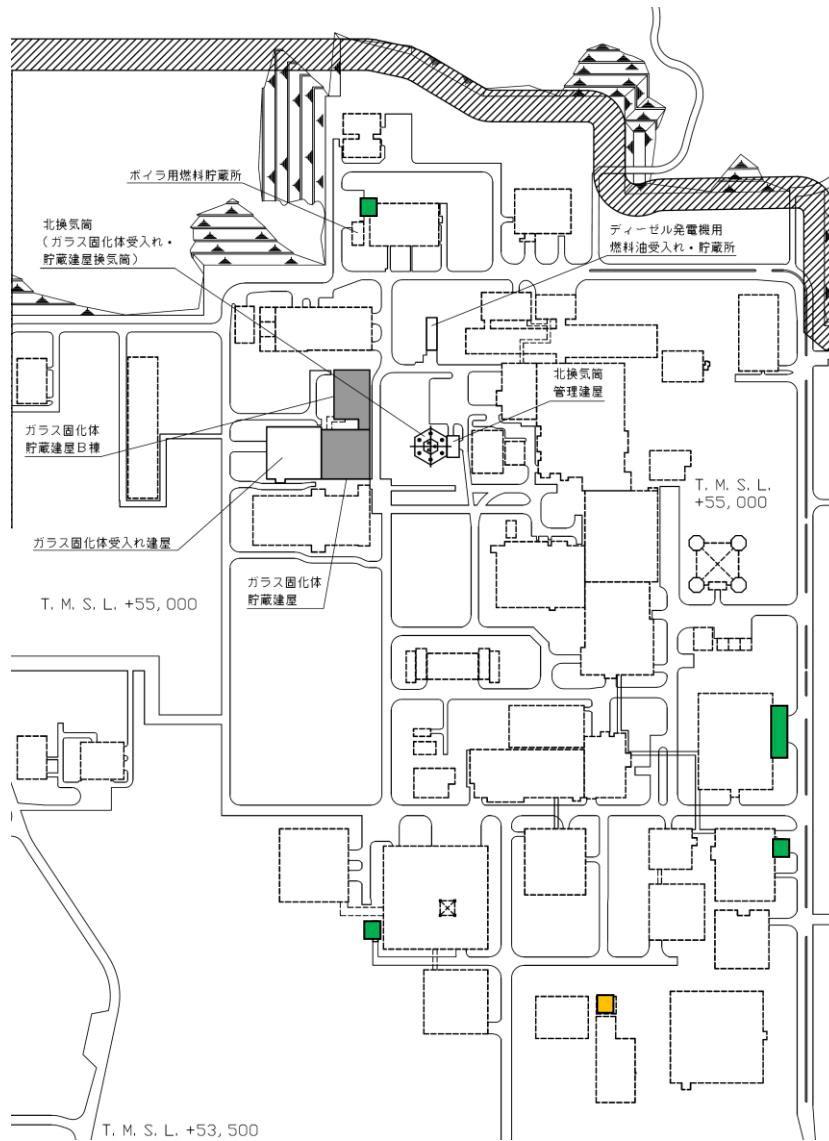 ボイラ用燃料貯蔵所
北換気筒
(ガラス固化体受入れ・
貯蔵建屋換気筒)
ディーゼル発電機用
燃料油受入れ・貯蔵所
北換気筒
管理建屋
ガラス固化体
貯蔵建屋B棟
T. M. S. L.
+55, 000
ガラス固化体受入れ建屋
ガラス固化体
貯蔵建屋
T. M. S. L. +55, 000
T. M. S. L. +53, 500